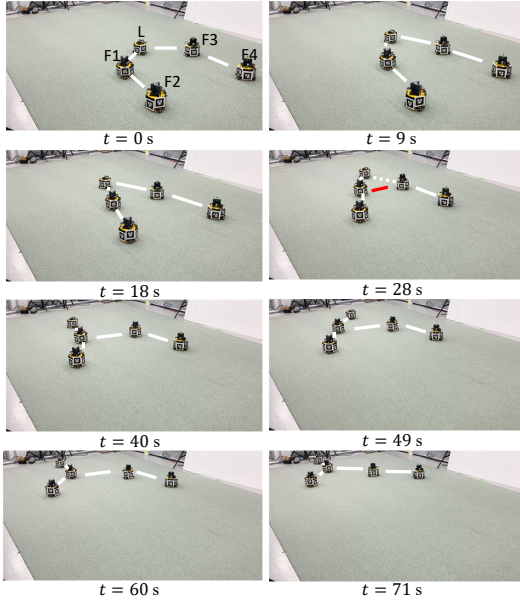 L
F3
F1
F4
F2
t = 0 s
t = 9 s
t = 18 s
t = 28 s
t = 40 s
t = 49 s
t = 60 s
t = 71 s